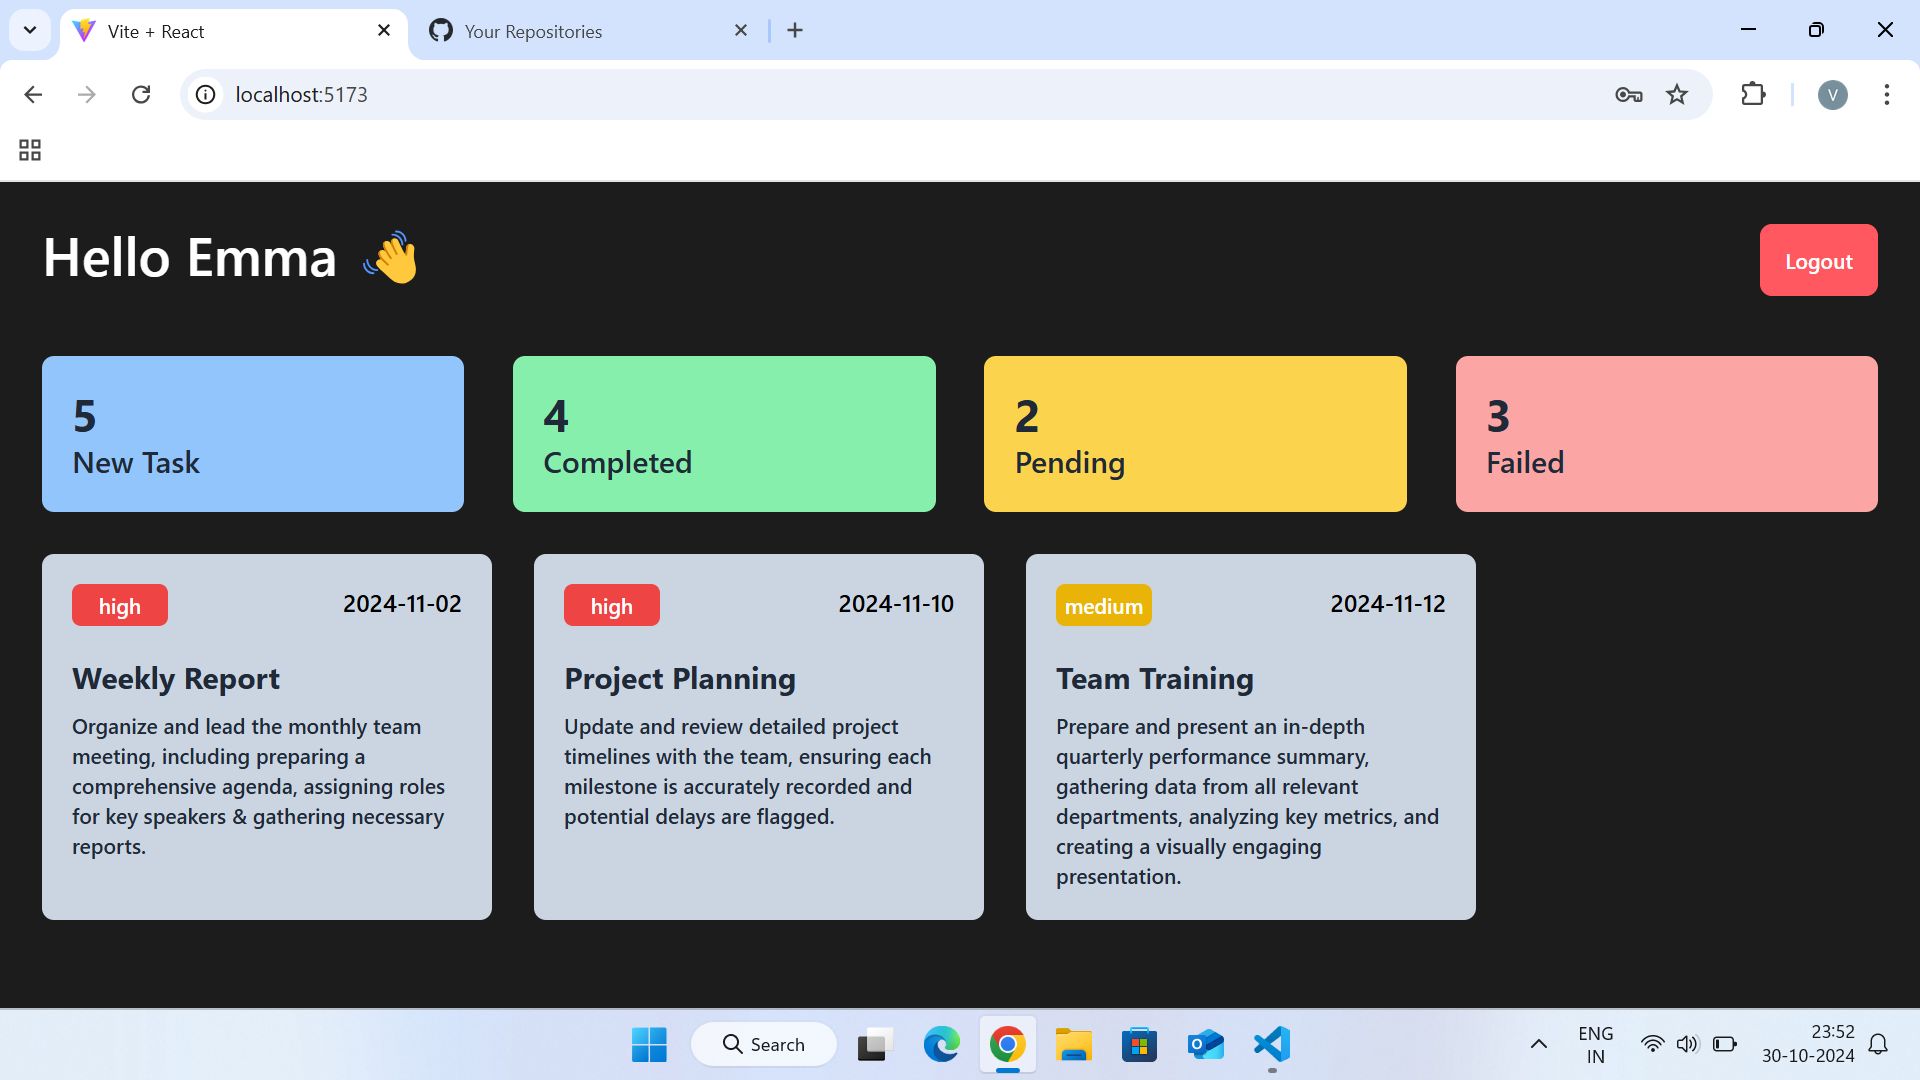 Vite + React
Your Repositories
localhost:5173
V
Hello Emma 👋
Logout
5
New Task
4
Completed
2
Pending
3
Failed
high
2024-11-02
Weekly Report
Organize and lead the monthly team
meeting, including preparing a
comprehensive agenda, assigning roles
for key speakers & gathering necessary
reports.
high
2024-11-10
Project Planning
Update and review detailed project
timelines with the team, ensuring each
milestone is accurately recorded and
potential delays are flagged.
medium
2024-11-12
Team Training
Prepare and present an in-depth
quarterly performance summary,
gathering data from all relevant
departments, analyzing key metrics, and
creating a visually engaging
presentation.
Search
ENG
IN
23:52
30-10-2024